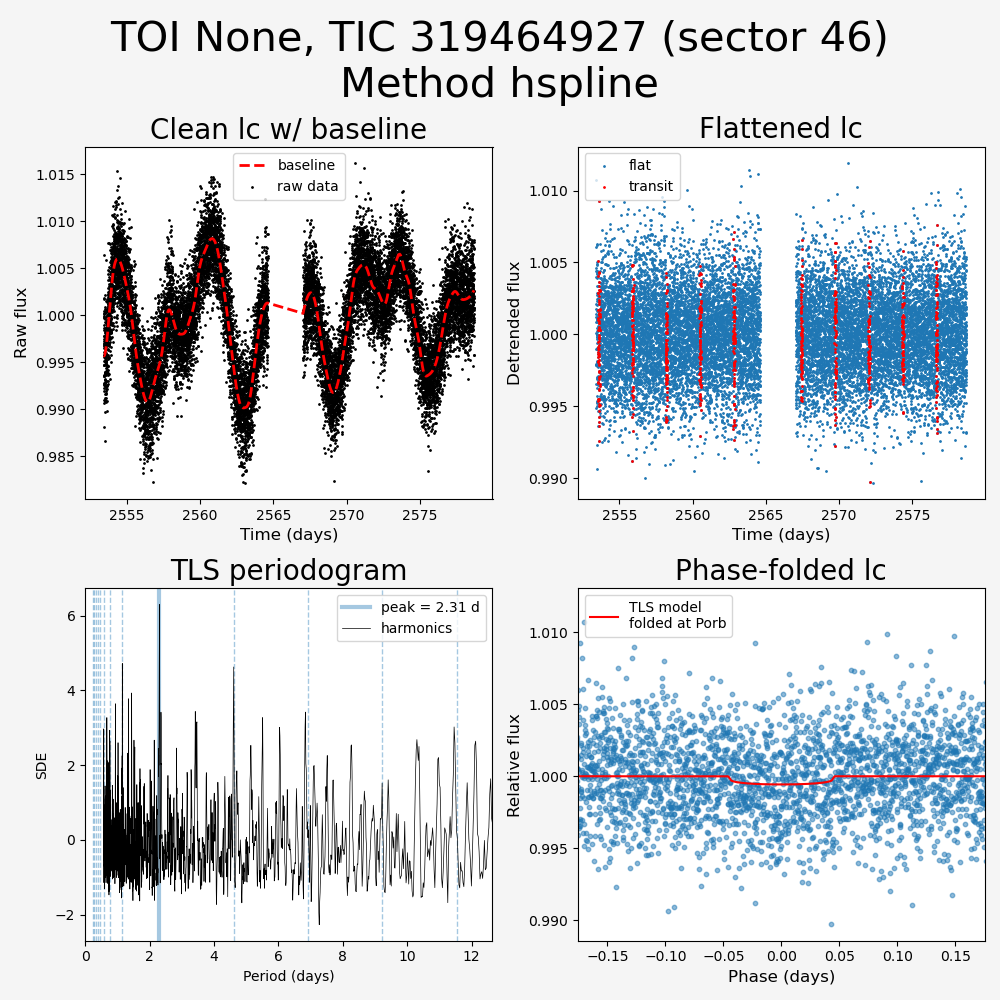 TOI None, TIC 319464927 (sector 46)
Method hspline
Clean lc w/ baseline
baseline
raw data
1.015
1.010
1.005
1.000
0.995
0.990
0.985
Raw flux
2555
2560
2565
2570
2575
Time (days)
Flattened lc
flat
transit
1.010
1.005
1.000
0.995
0.990
Detrended flux
2555
2560
2565
2570
2575
Time (days)
TLS periodogram
peak = 2.31 d
harmonics
6
4
2
0
−2
SDE
0
2
4
6
8
10
12
Period (days)
Phase-folded lc
TLS model
folded at Porb
1.010
1.005
1.000
0.995
0.990
Relative flux
−0.15
−0.10
−0.05
0.00
0.05
0.10
0.15
Phase (days)